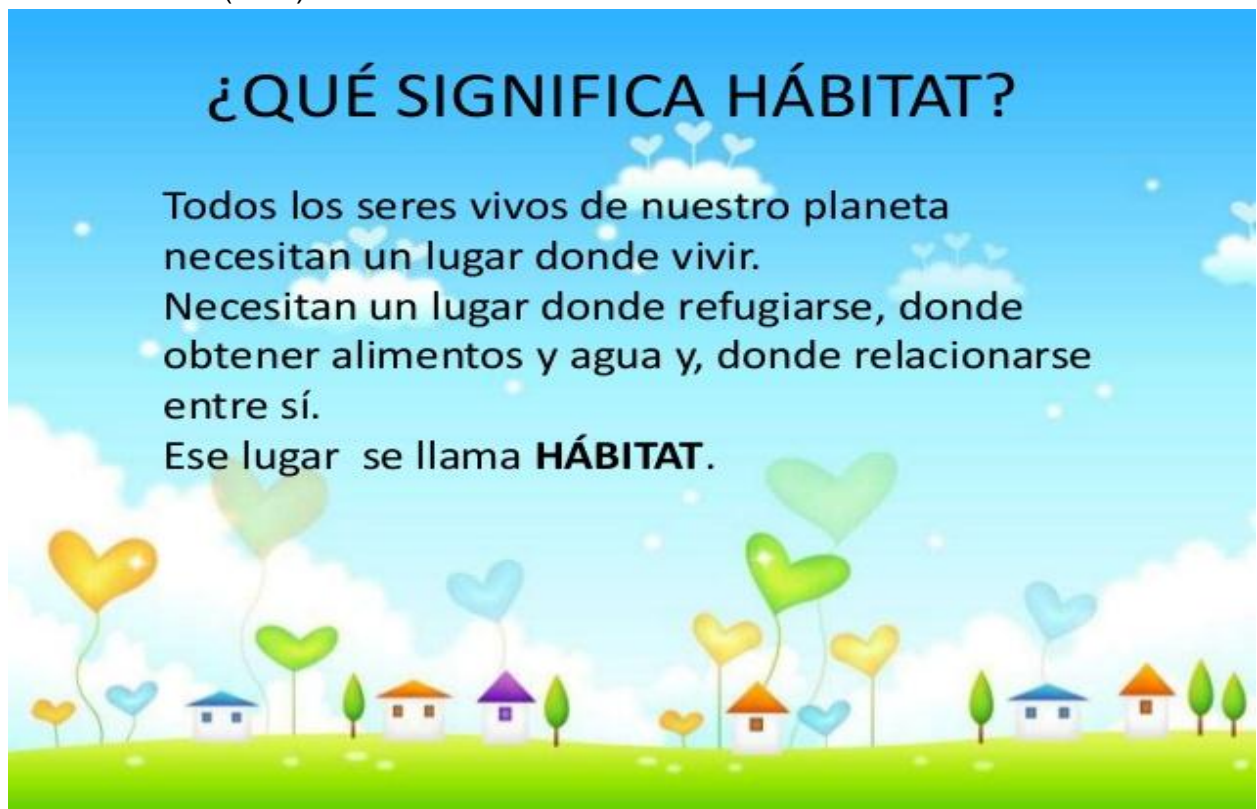 ¿QUÉ SIGNIFICA HÁBITAT?
Todos los seres vivos de nuestro planeta
necesitan un lugar donde vivir.
Necesitan un lugar donde refugiarse, donde
obtener alimentos y agua y, donde relacionarse
entre sí.
Ese lugar se llama HÁBITAT.